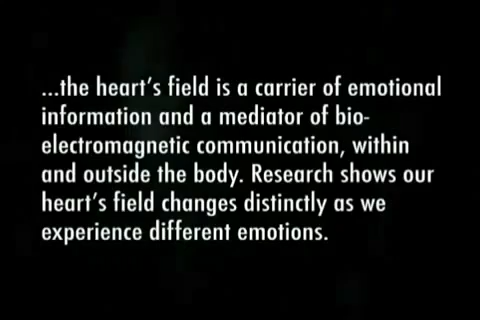 ...the heart's field is a carrier of emotional
information and a mediator of bio-
electromagnetic communication, within
and outside the body. Research shows our
heart's field changes distinctly as we
experience different emotions.